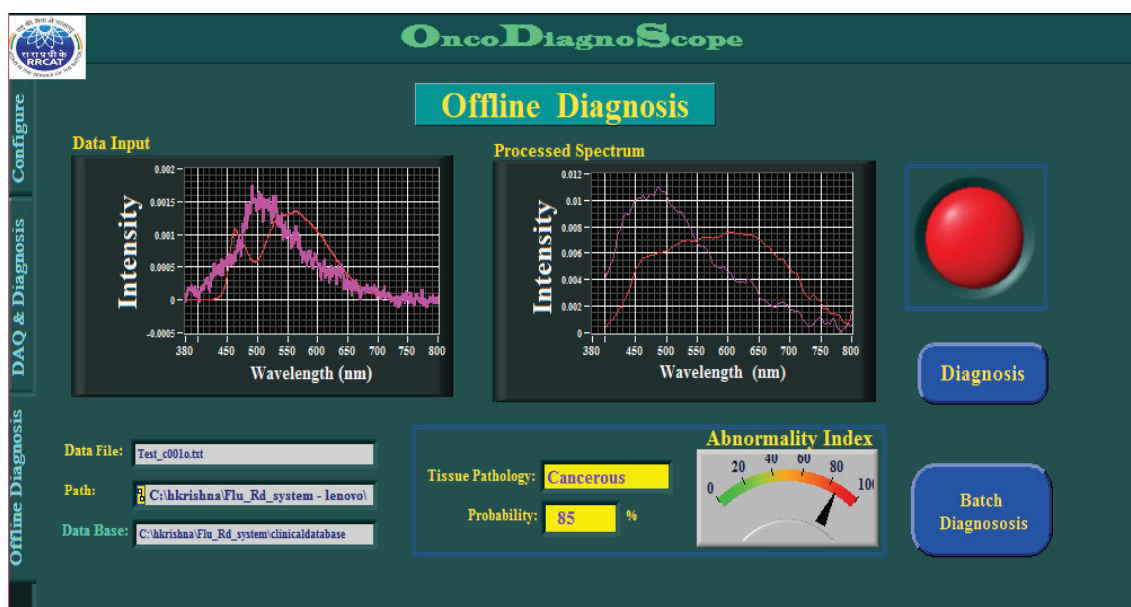 OncoDiagnoScope
रा रा प्र प्रौ के
RRCAT
Configure
DAQ & Diagnosis
Offline Diagnosis
Offline Diagnosis
Data Input
0.002
0.0015
0.001
0.0005
0
-0.0005
Intensity
380 400 450 500 550 600 650 700 750 800
Wavelength (nm)
Processed Spectrum
0.012
0.01
0.008
0.006
0.004
0.002
0
Intensity
380 400 450 500 550 600 650 700 750 800
Wavelength (nm)
Diagnosis
Data File: Test_c001o.txt
Path: C:\hkrishna\Flu_Rd_system - lenovo\
Data Base: C:\hkrishna\Flu_Rd_system\clinicaldatabase
Tissue Pathology: Cancerous
Probability: 85 %
Abnormality Index
0 20 40 60 80 100
Batch
Diagnososis